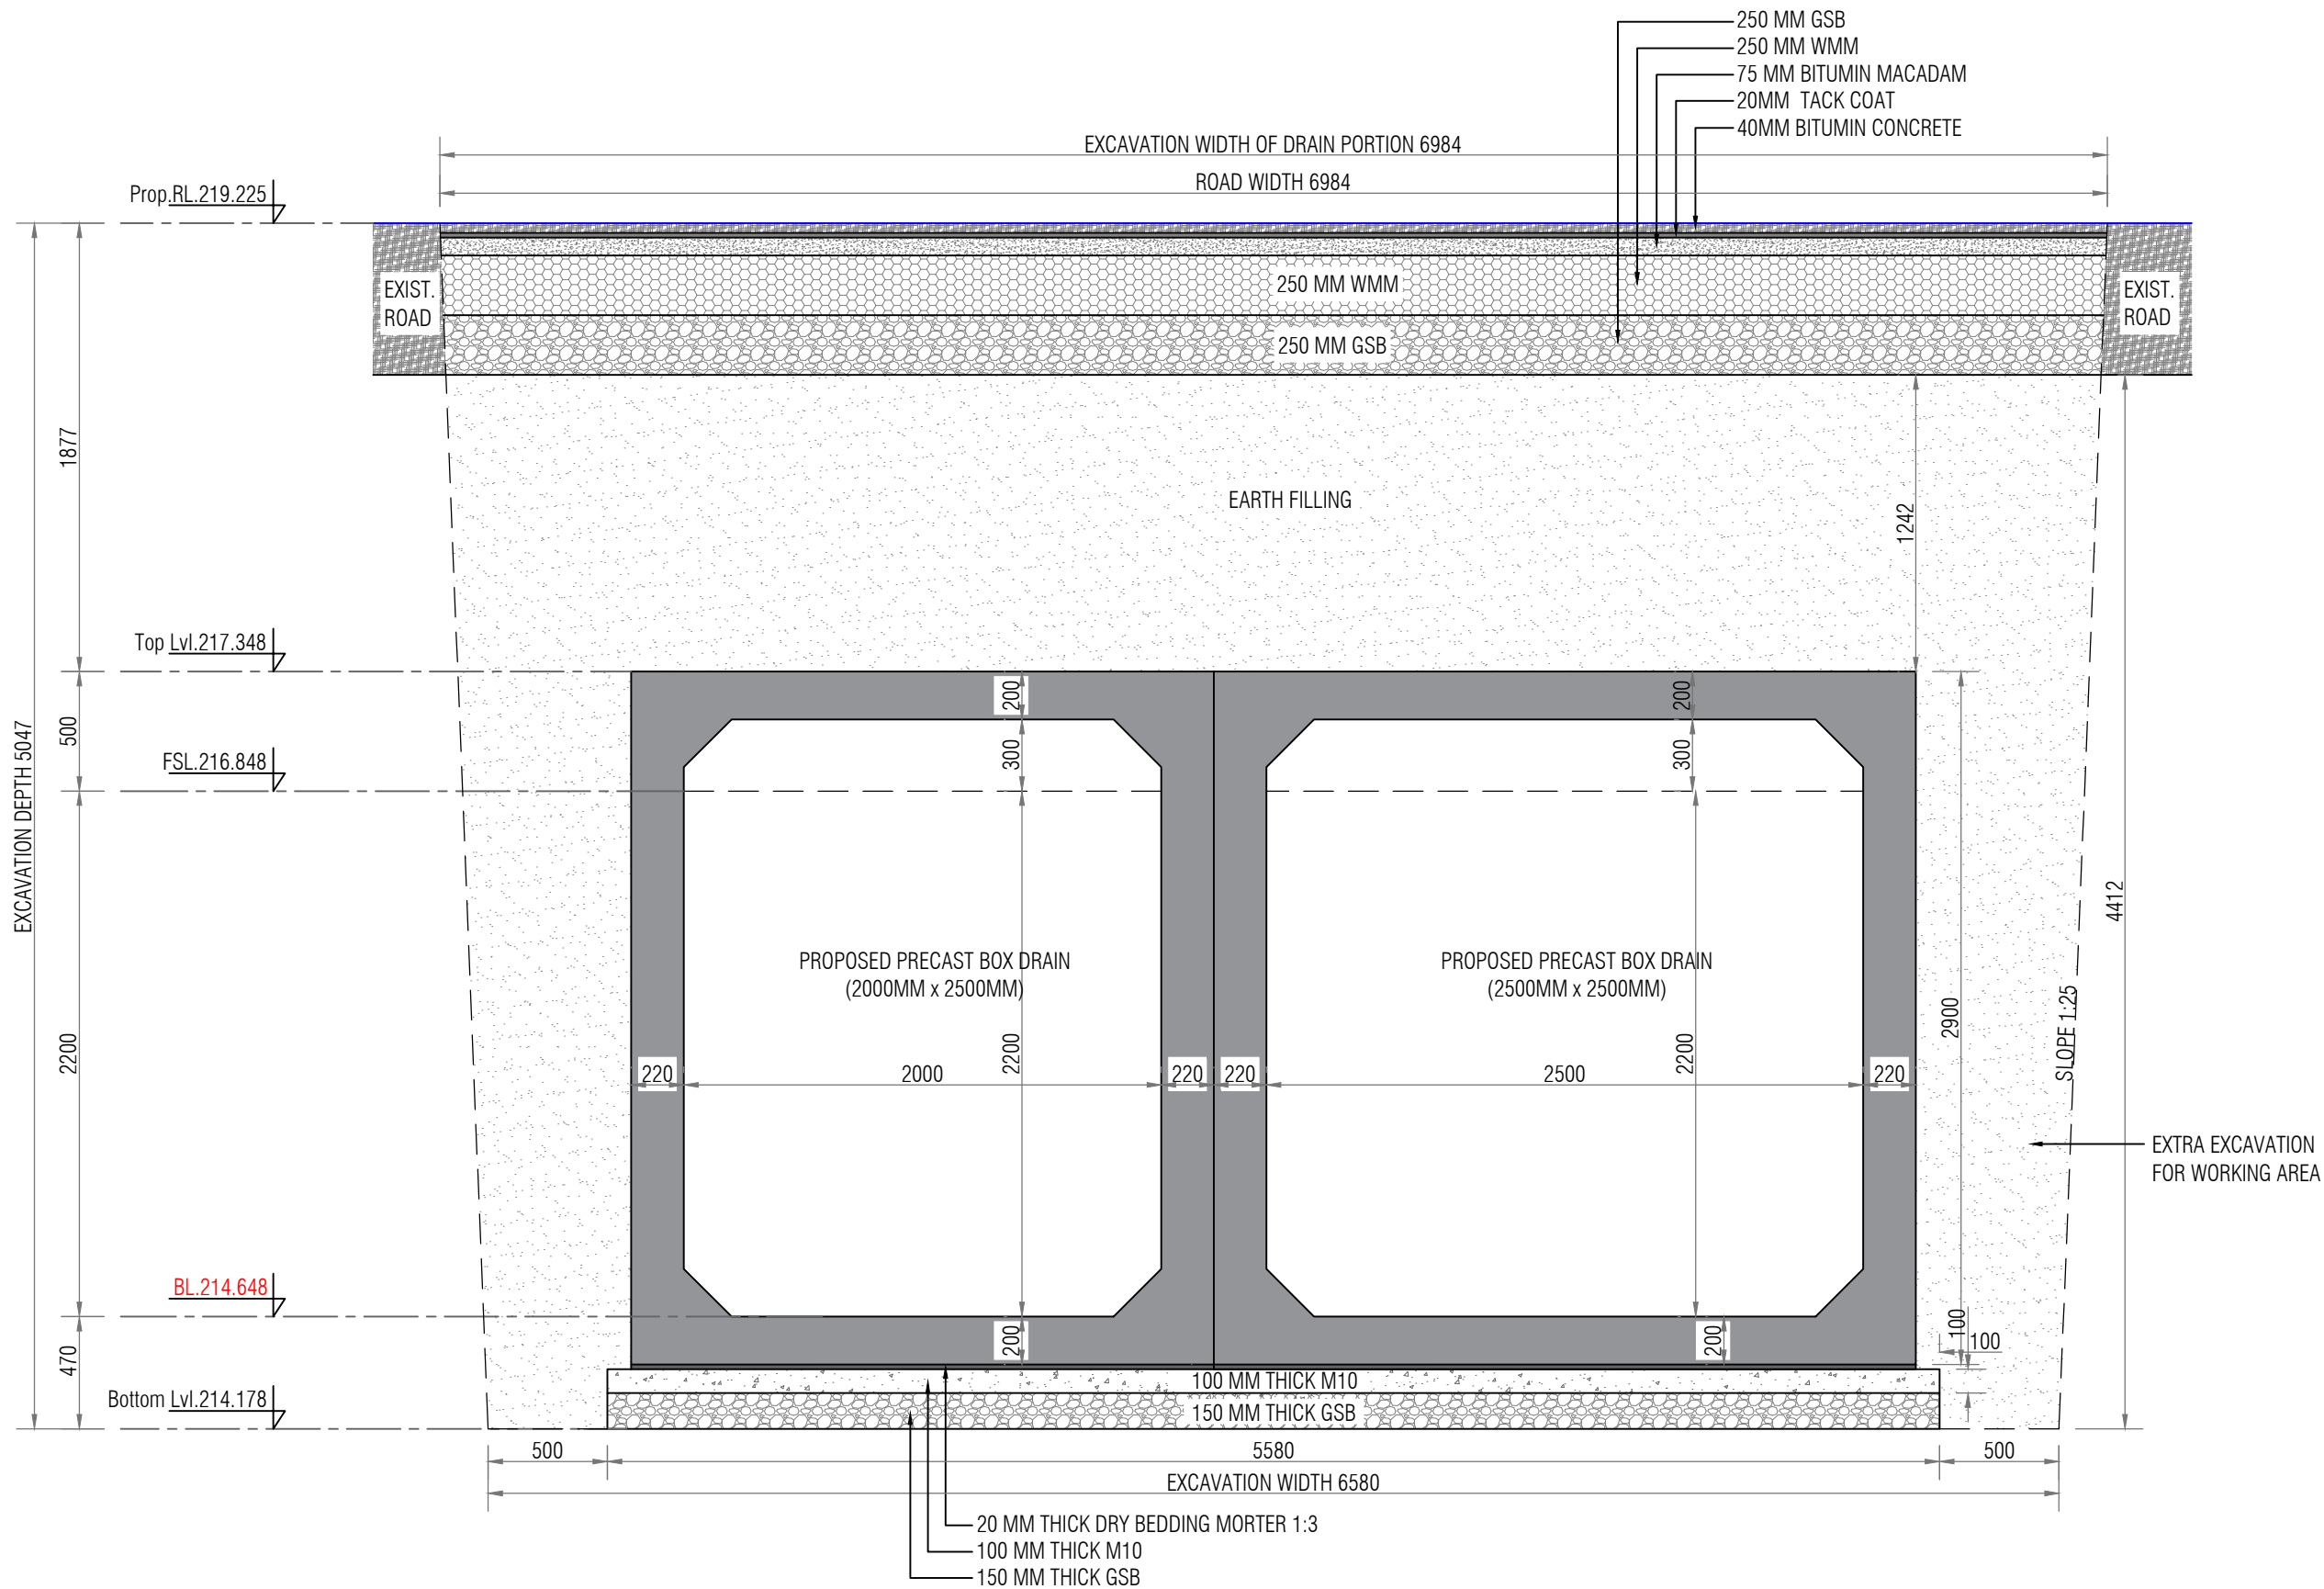 250 MM GSB
250 MM WMM
75 MM BITUMIN MACADAM
20MM TACK COAT
40MM BITUMIN CONCRETE
EXCAVATION WIDTH OF DRAIN PORTION 6984
ROAD WIDTH 6984
Prop.RL.219.225
EXIST.
ROAD
250 MM WMM
250 MM GSB
EXIST.
ROAD
1877
EARTH FILLING
1242
Top Lvl.217.348
EXCAVATION DEPTH 5047
500
200
300
200
300
FSL.216.848
4412
PROPOSED PRECAST BOX DRAIN
(2000MM x 2500MM)
PROPOSED PRECAST BOX DRAIN
(2500MM x 2500MM)
SLOPE 1:25
2900
2200
2200
2200
220
2000
220
220
2500
220
EXTRA EXCAVATION
FOR WORKING AREA
BL.214.648
470
200
200
100
100
100 MM THICK M10
150 MM THICK GSB
Bottom Lvl.214.178
500
5580
500
EXCAVATION WIDTH 6580
20 MM THICK DRY BEDDING MORTER 1:3
100 MM THICK M10
150 MM THICK GSB